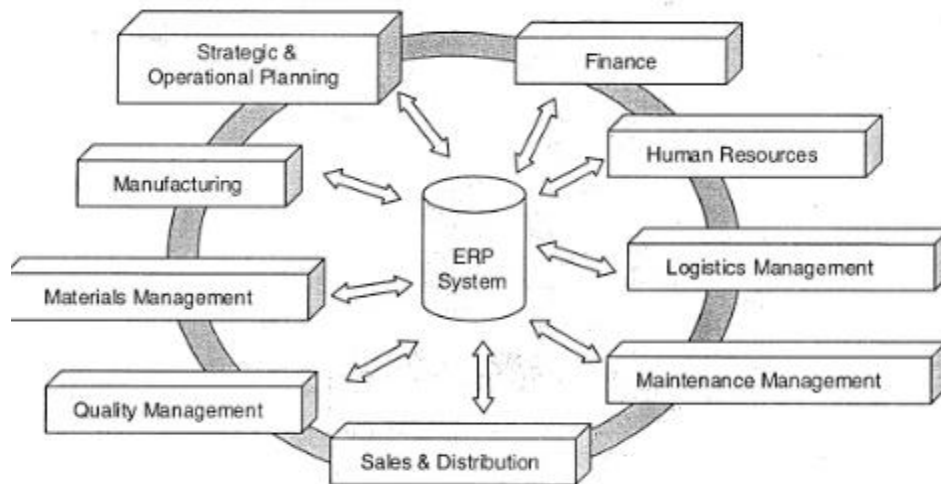 Strategic &
Operational Planning
Finance
Human Resources
Manufacturing
ERP
System
Logistics Management
Materials Management
Maintenance Management
Quality Management
Sales & Distribution